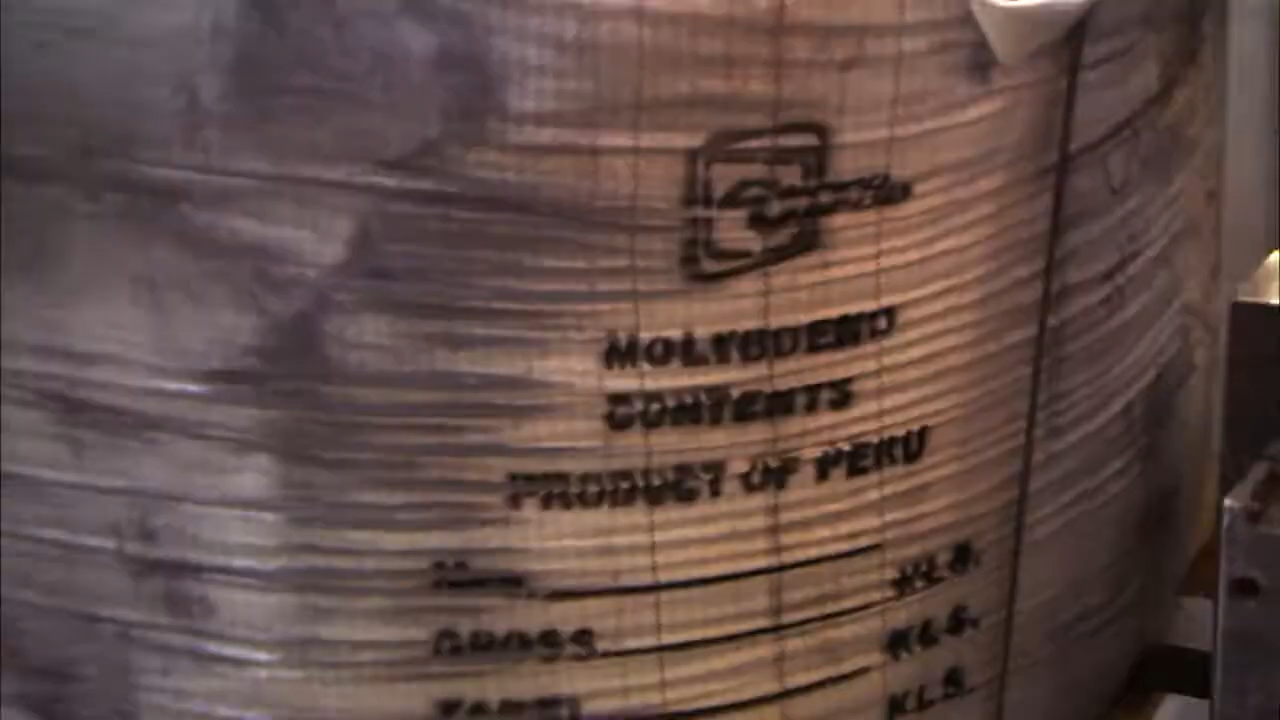 MOLYBDENO
CONTENTS
PRODUCT OF PERU
KLS.
GROSS KLS.
KLS.